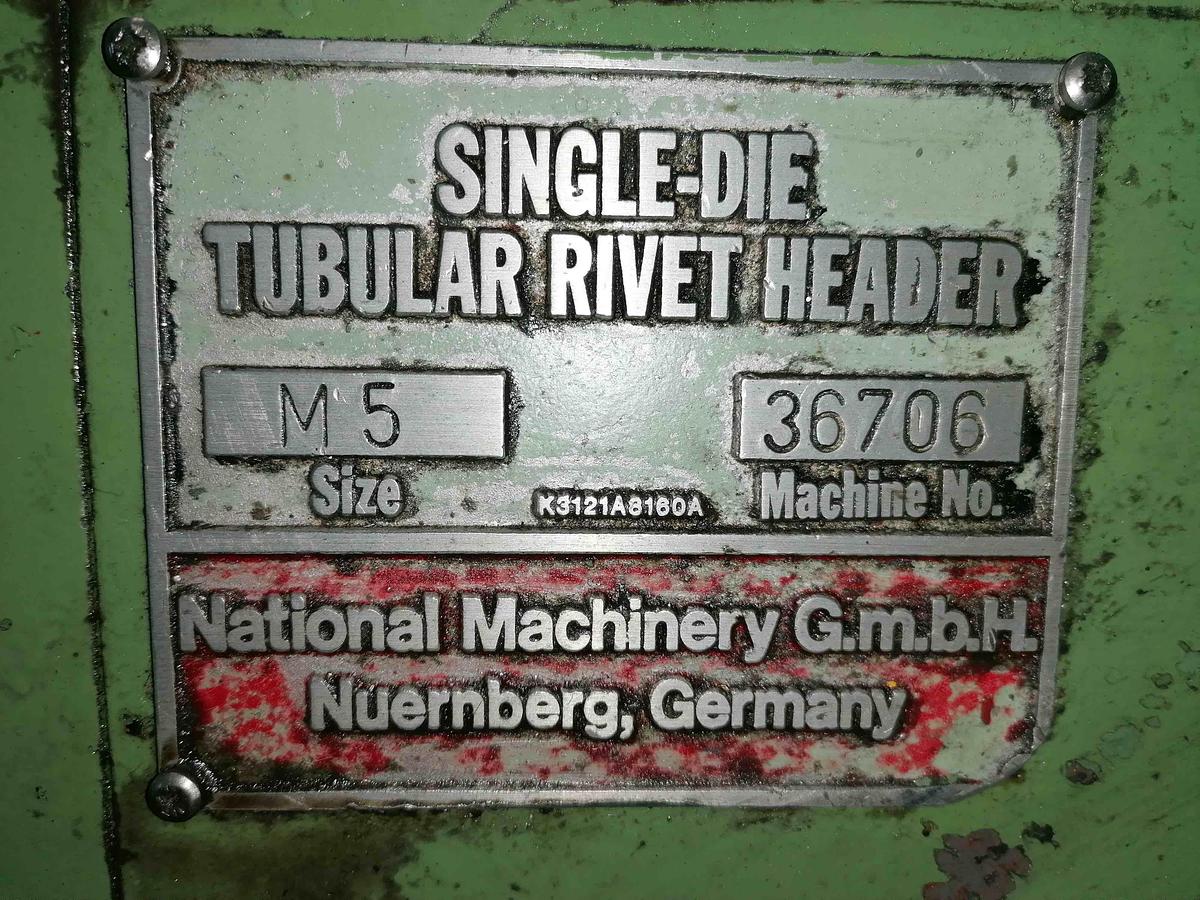 SINGLE-DIE
TUBULAR RIVET HEADER
M 5 36706
Size K3121A8160A Machine No.
National Machinery G.m.b.H.
Nuernberg, Germany